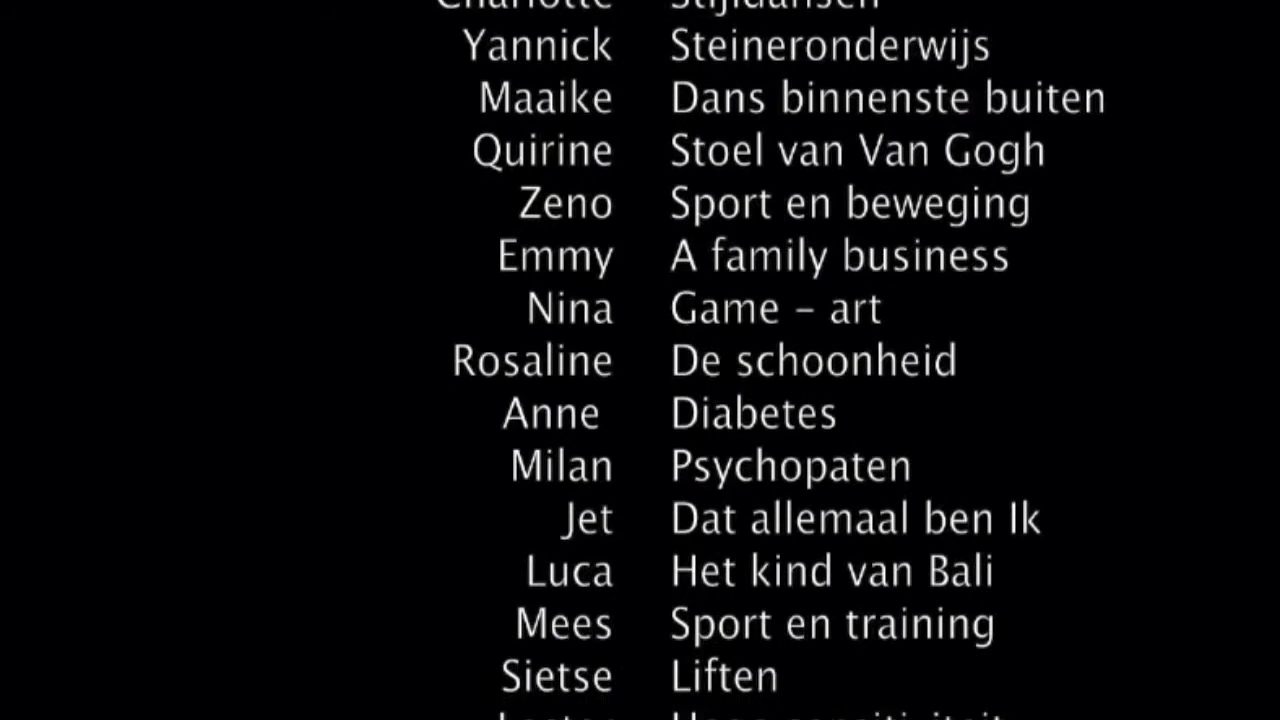 Charlotte Stijldansen
Yannick Steineronderwijs
Maaike Dans binnenste buiten
Quirine Stoel van Van Gogh
Zeno Sport en beweging
Emmy A family business
Nina Game – art
Rosaline De schoonheid
Anne Diabetes
Milan Psychopaten
Jet Dat allemaal ben Ik
Luca Het kind van Bali
Mees Sport en training
Sietse Liften